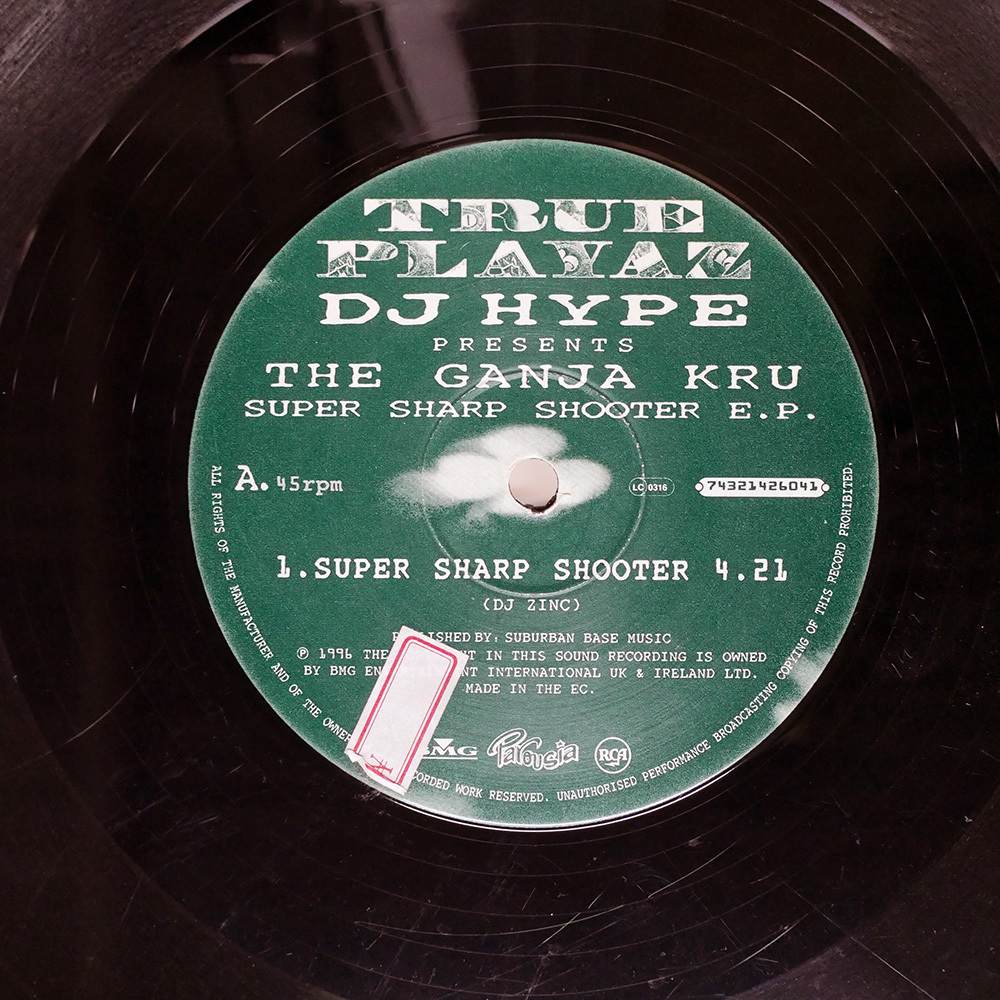 TRUE
PLAYAZ
DJ HYPE
PRESENTS
THE GANJA KRU
SUPER SHARP SHOOTER E.P.
A. 45rpm
LC 0316
74321426041
1.SUPER SHARP SHOOTER 4.21
(DJ ZINC)
BY: SUBURBAN BASE MUSIC
℗ 1996 THE IN THIS SOUND RECORDING IS OWNED
BY BMG INTERNATIONAL UK & IRELAND LTD.
MADE IN THE EC.
BMG Parousia RCA
ALL RIGHTS OF THE MANUFACTURER AND OF THE OWNER WORK RESERVED. UNAUTHORISED PERFORMANCE BROADCASTING COPYING OF THIS RECORD PROHIBITED.